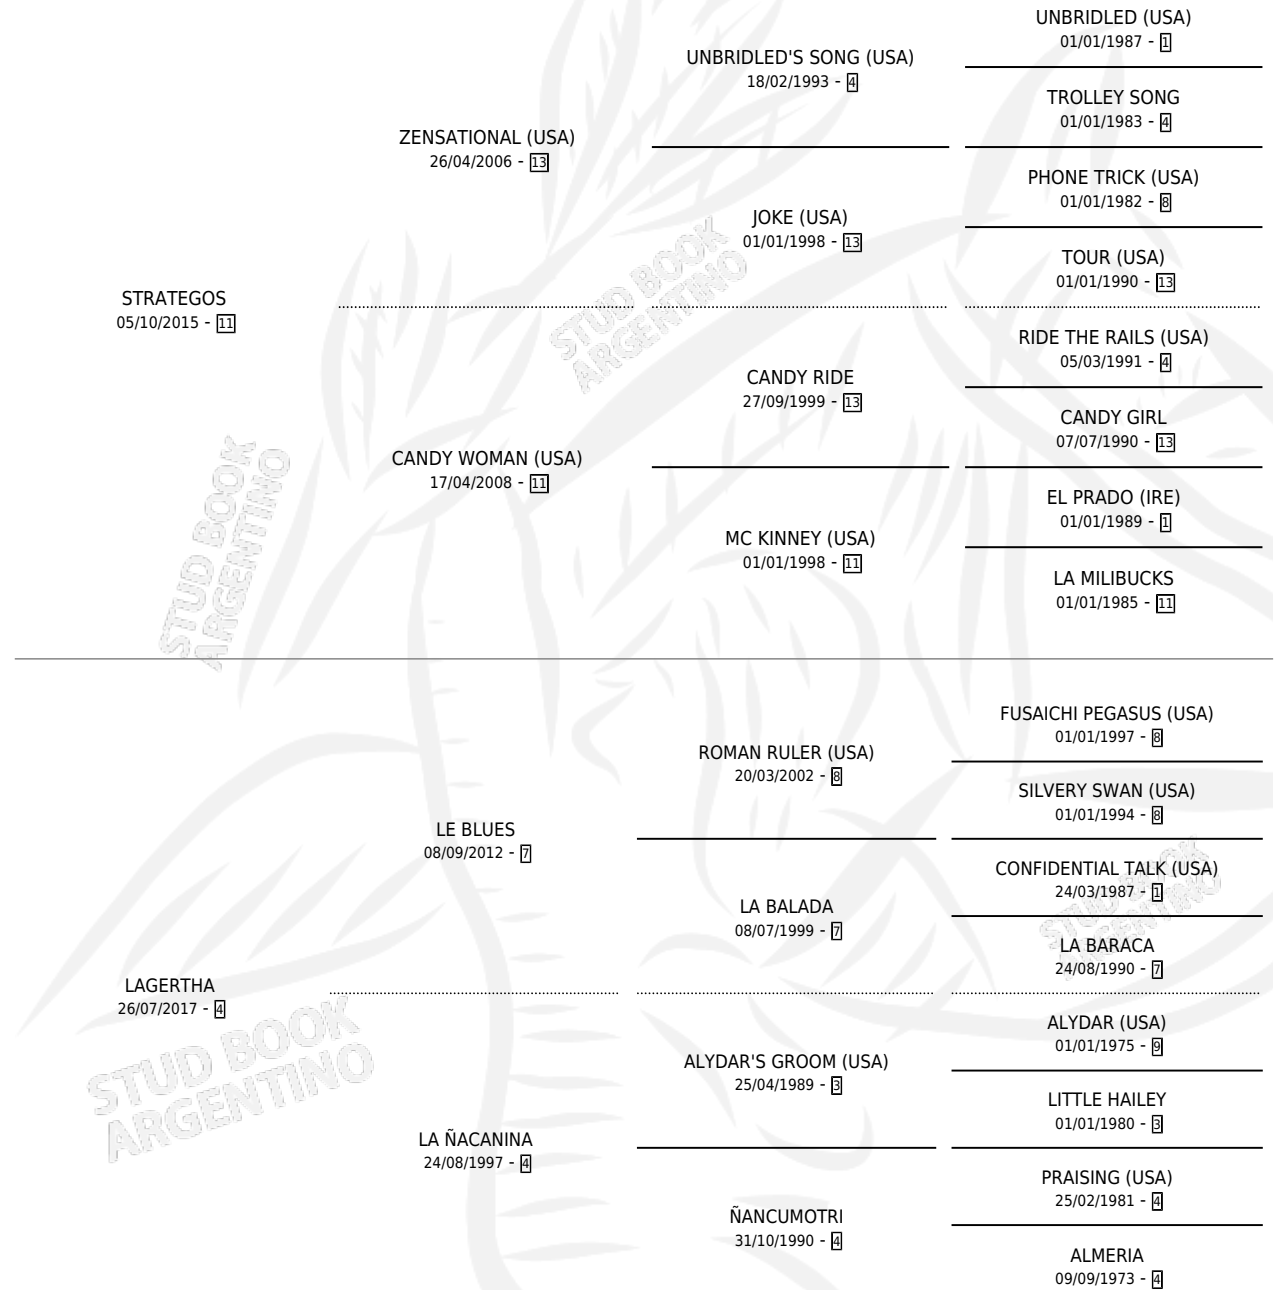 UNBRIDLED (USA)
01/01/1987 - 1
UNBRIDLED'S SONG (USA)
18/02/1993 - 4
TROLLEY SONG
01/01/1983 - 4
ZENSATIONAL (USA)
26/04/2006 - 13
PHONE TRICK (USA)
01/01/1982 - 8
JOKE (USA)
01/01/1998 - 13
TOUR (USA)
01/01/1990 - 13
STRATEGOS
05/10/2015 - 11
RIDE THE RAILS (USA)
05/03/1991 - 4
CANDY RIDE
27/09/1999 - 13
CANDY GIRL
07/07/1990 - 13
CANDY WOMAN (USA)
17/04/2008 - 11
EL PRADO (IRE)
01/01/1989 - 1
MC KINNEY (USA)
01/01/1998 - 11
LA MILIBUCKS
01/01/1985 - 11
FUSAICHI PEGASUS (USA)
01/01/1997 - 8
ROMAN RULER (USA)
20/03/2002 - 8
SILVERY SWAN (USA)
01/01/1994 - 8
LE BLUES
08/09/2012 - 7
CONFIDENTIAL TALK (USA)
24/03/1987 - 1
LA BALADA
08/07/1999 - 7
LA BARACA
24/08/1990 - 7
LAGERTHA
26/07/2017 - 4
ALYDAR (USA)
01/01/1975 - 9
ALYDAR'S GROOM (USA)
25/04/1989 - 3
LITTLE HAILEY
01/01/1980 - 3
LA ÑACANINA
24/08/1997 - 4
PRAISING (USA)
25/02/1981 - 4
ÑANCUMOTRI
31/10/1990 - 4
ALMERIA
09/09/1973 - 4
STUD BOOK
ARGENTINO
STUD BOOK
ARGENTINO
STUD BOOK
ARGENTINO
STUD BOOK
ARGENTINO